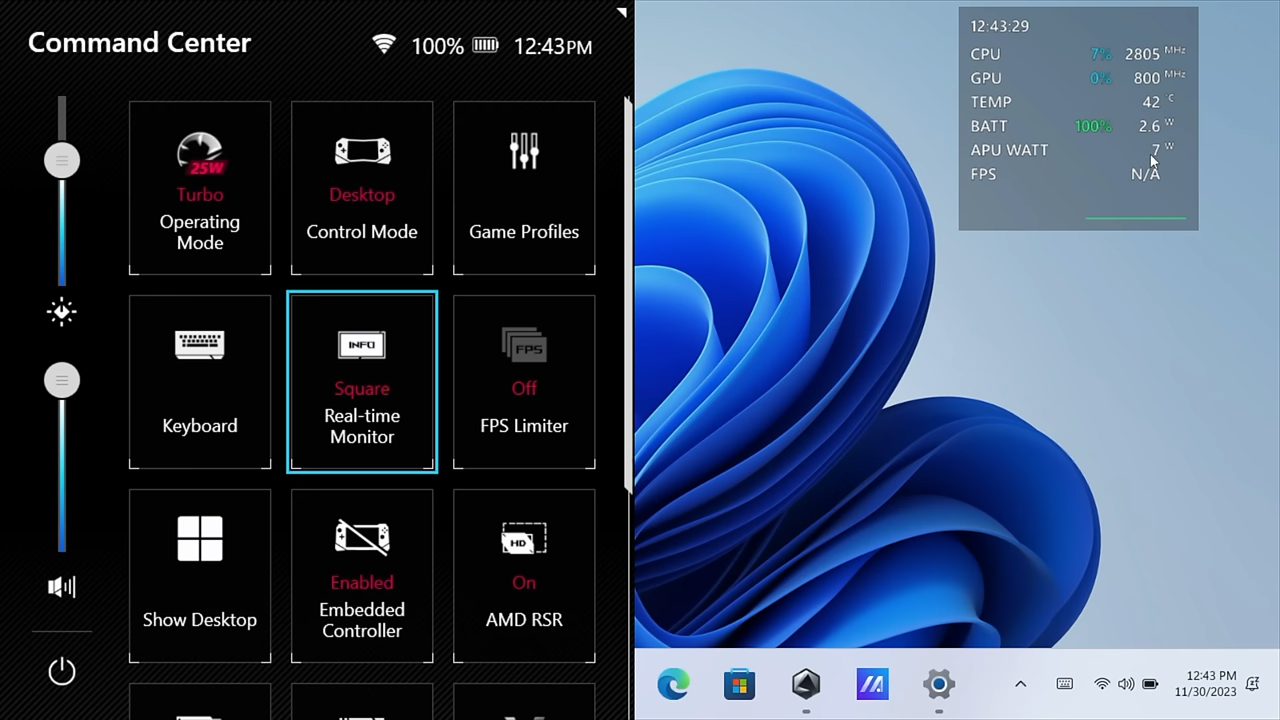 Command Center
100%
12:43PM
25W
Turbo
Operating
Mode
Desktop
Control Mode
Game Profiles
Keyboard
INFO
Square
Real-time
Monitor
FPS
Off
FPS Limiter
Show Desktop
Enabled
Embedded
Controller
HD
On
AMD RSR
12:43:29
CPU 7% 2805 MHz
GPU 0% 800 MHz
TEMP 42 C
BATT 100% 2.6 W
APU WATT 7 W
FPS N/A
12:43 PM
11/30/2023